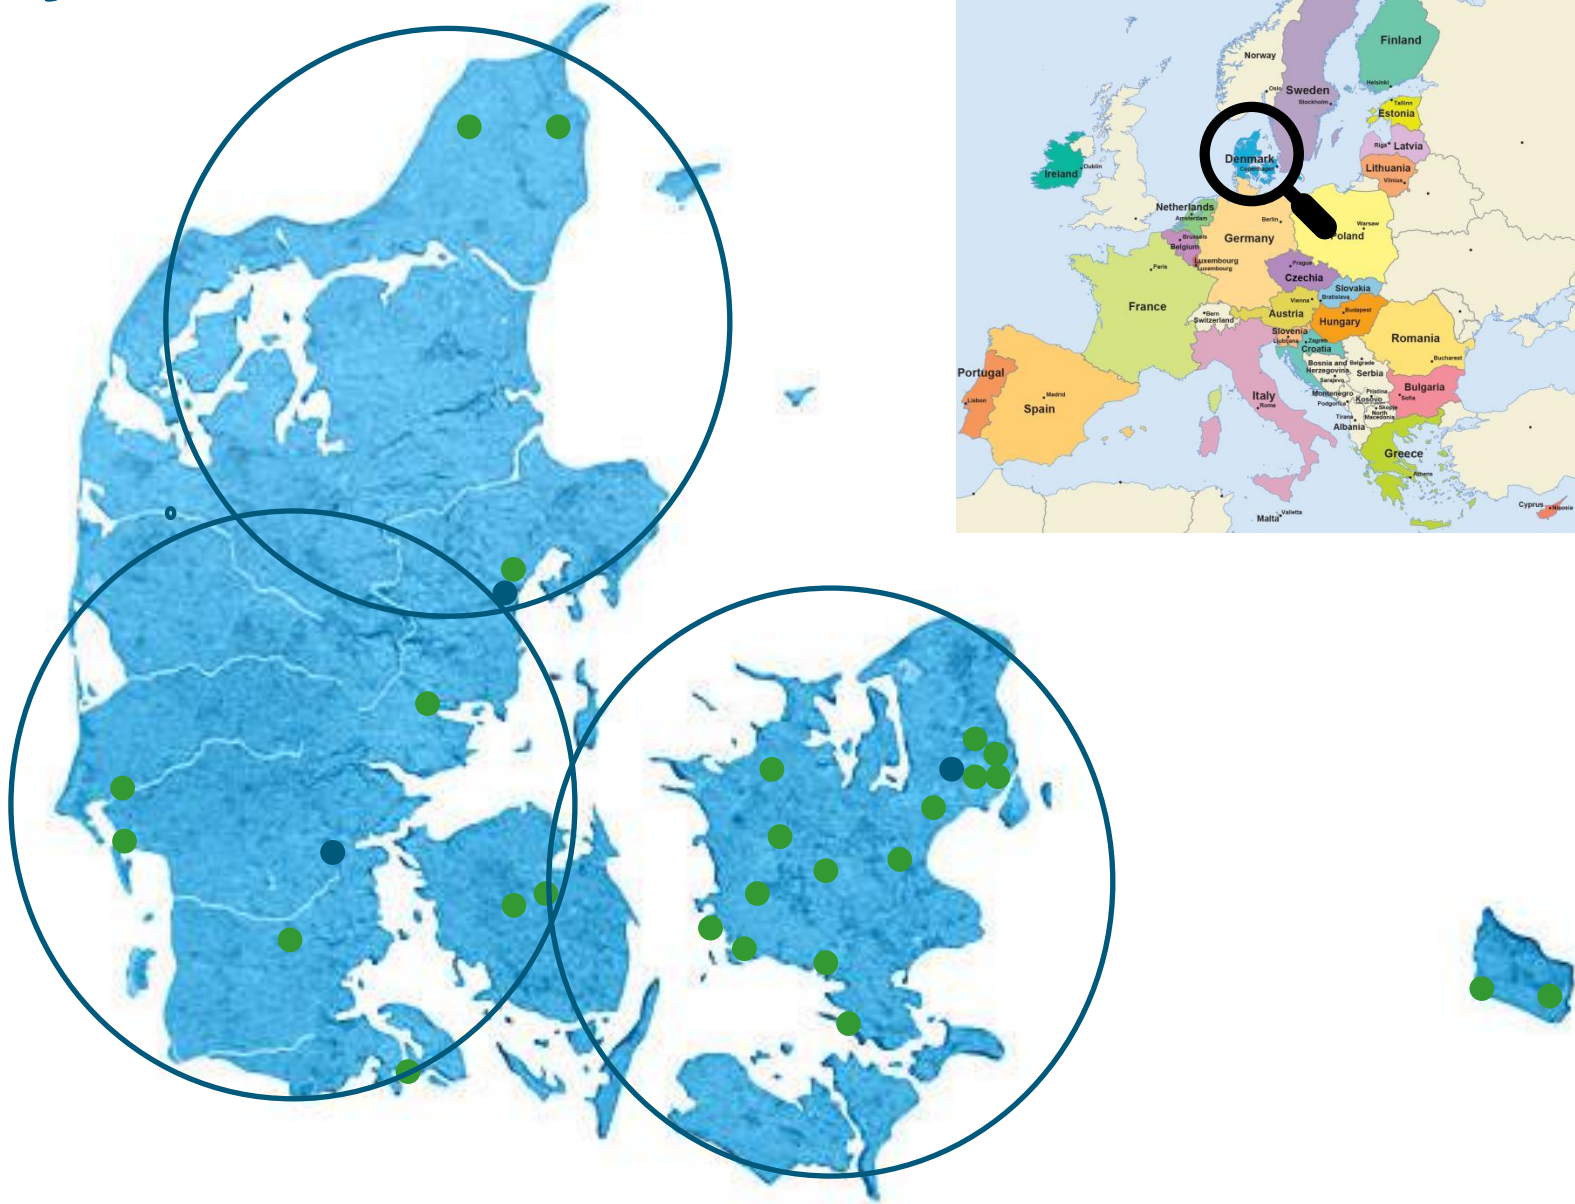 Finland
Norway
Helsinki
Oslo
Sweden
Stockholm
Tallinn
Estonia
Riga
Latvia
Denmark
Copenhagen
Lithuania
Vilnius
Dublin
Ireland
Netherlands
Amsterdam
Berlin
Warsaw
Poland
Germany
Brussels
Belgium
Luxembourg
Luxembourg
Prague
Czechia
Paris
Slovakia
Bratislava
Vienna
Austria
Budapest
Hungary
France
Bern
Switzerland
Slovenia
Ljubljana
Zagreb
Croatia
Romania
Bucharest
Bosnia and
Herzegovina
Belgrade
Serbia
Sarajevo
Montenegro
Podgorica
Pristina
Kosovo
Bulgaria
Sofia
Skopje
North
Macedonia
Tirana
Albania
Portugal
Lisbon
Madrid
Spain
Italy
Rome
Greece
Athens
Cyprus
Nicosia
Malta
Valletta